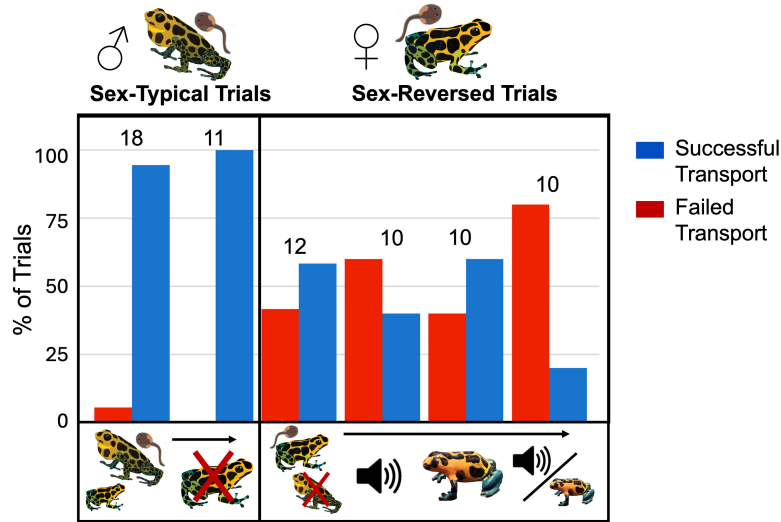 Sex-Typical Trials
Sex-Reversed Trials
18
11
12
10
10
10
100
75
50
25
0
% of Trials
Successful
Transport
Failed
Transport